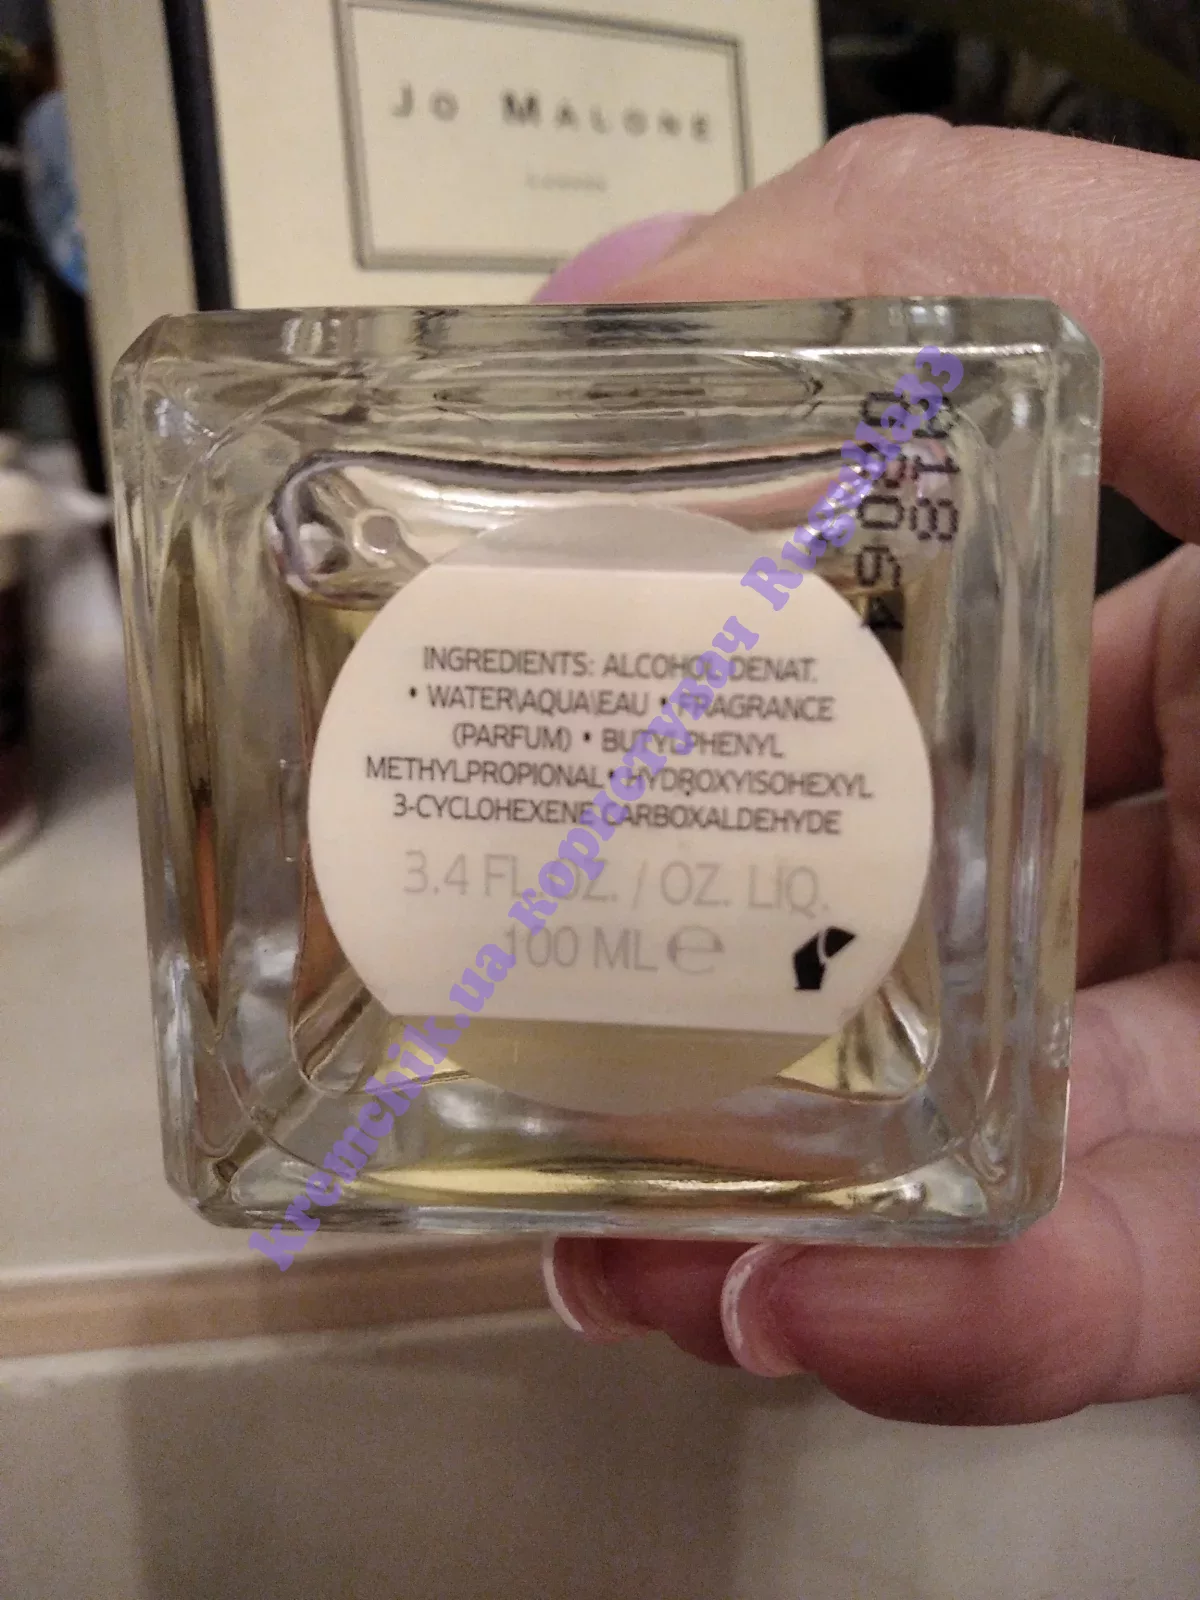 JO MALONE
LONDON
INGREDIENTS: ALCOHOL DENAT.
• WATER\AQUA\EAU • FRAGRANCE
(PARFUM) • BUTYLPHENYL
METHYLPROPIONAL • HYDROXYISOHEXYL
3-CYCLOHEXENE CARBOXALDEHYDE
3.4 FL. OZ. / OZ. LIQ.
100 ML ℮
kremchik.ua користувач Rugsulla33